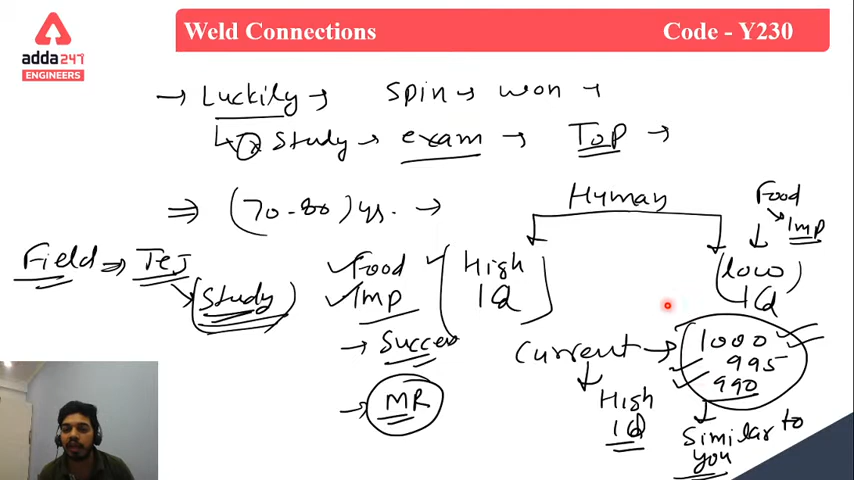 adda247
ENGINEERS
Weld Connections
Code - Y230
→ Luckily → Spin → won →
Study → exam → TOP →
⇒ (70-80) ys. →
Human
Food
Imp
Field ⇒ Tej
(Study)
✓Food ✓
✓Imp
→ Success
→ MR
High
IQ
low
IQ
Current →
High
IQ
1000
995
990
Similar to
you